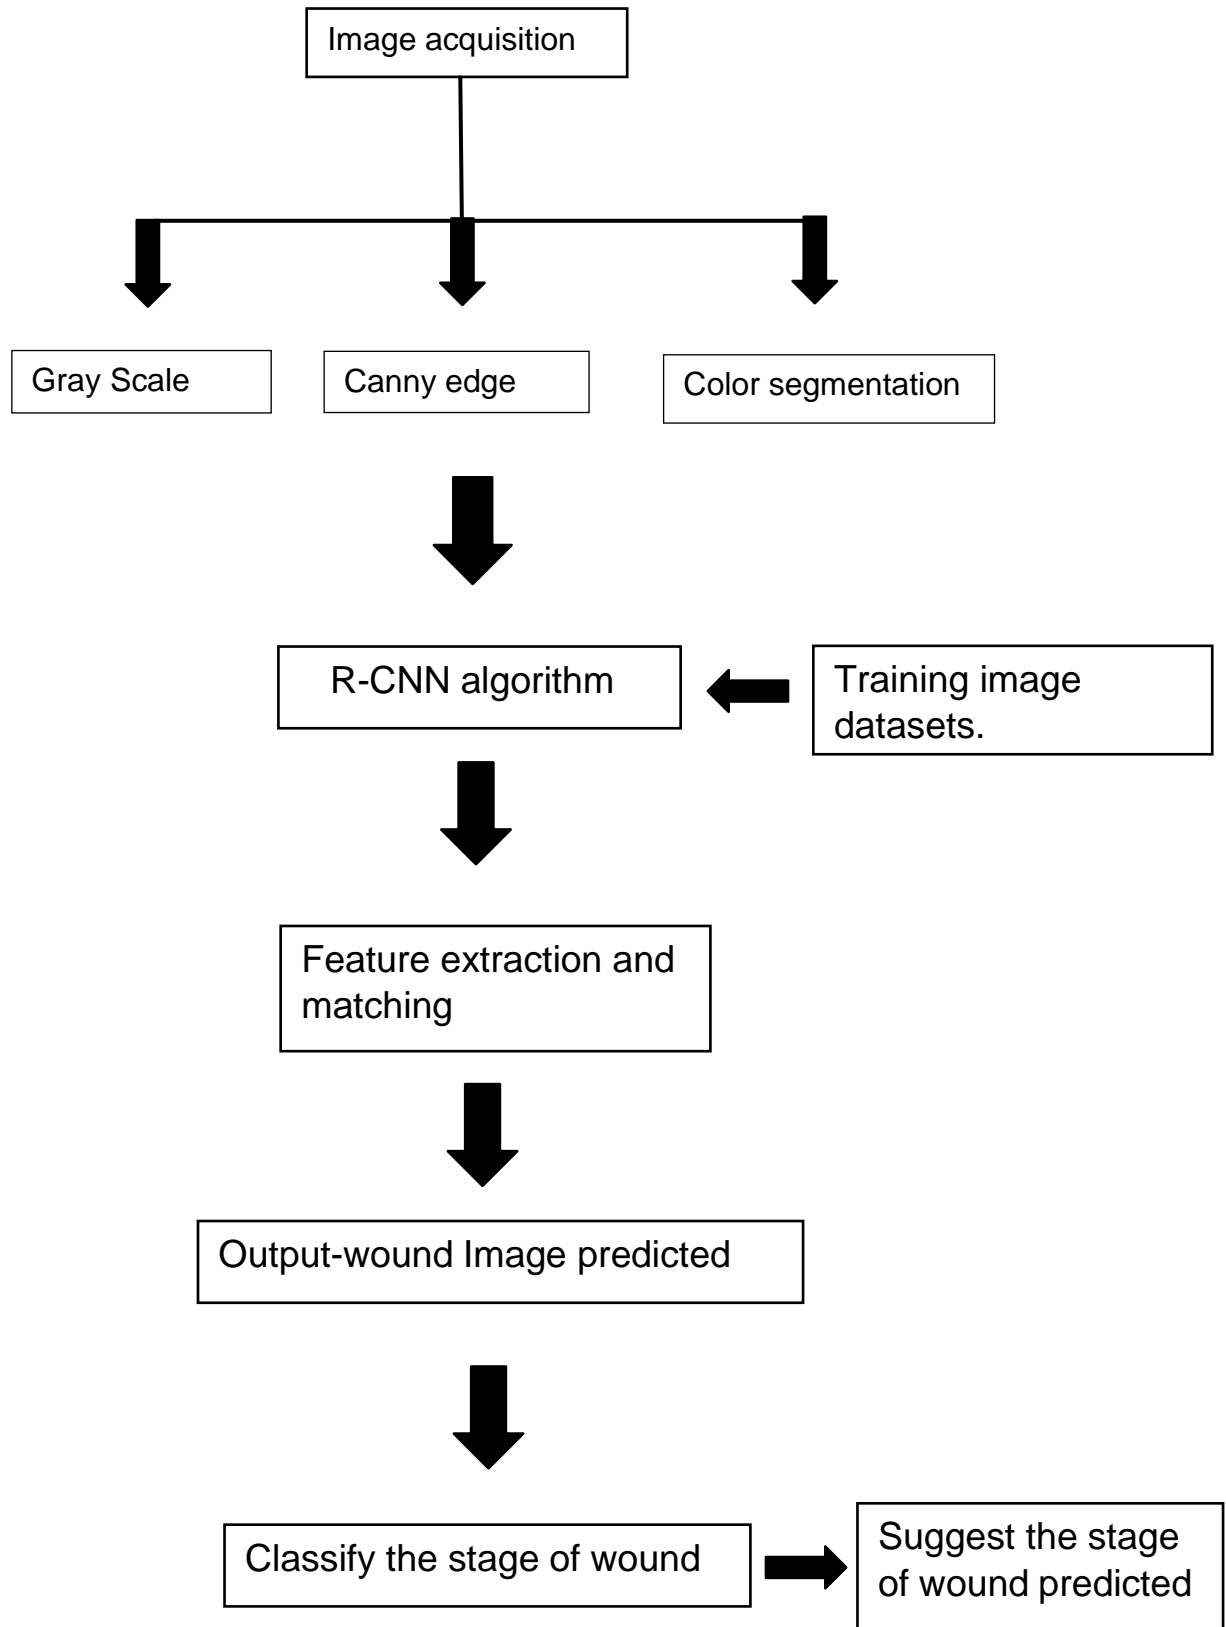 Image acquisition
Gray Scale
Canny edge
Color segmentation
R-CNN algorithm
Training image
datasets.
Feature extraction and
matching
Output-wound Image predicted
Classify the stage of wound
Suggest the stage
of wound predicted